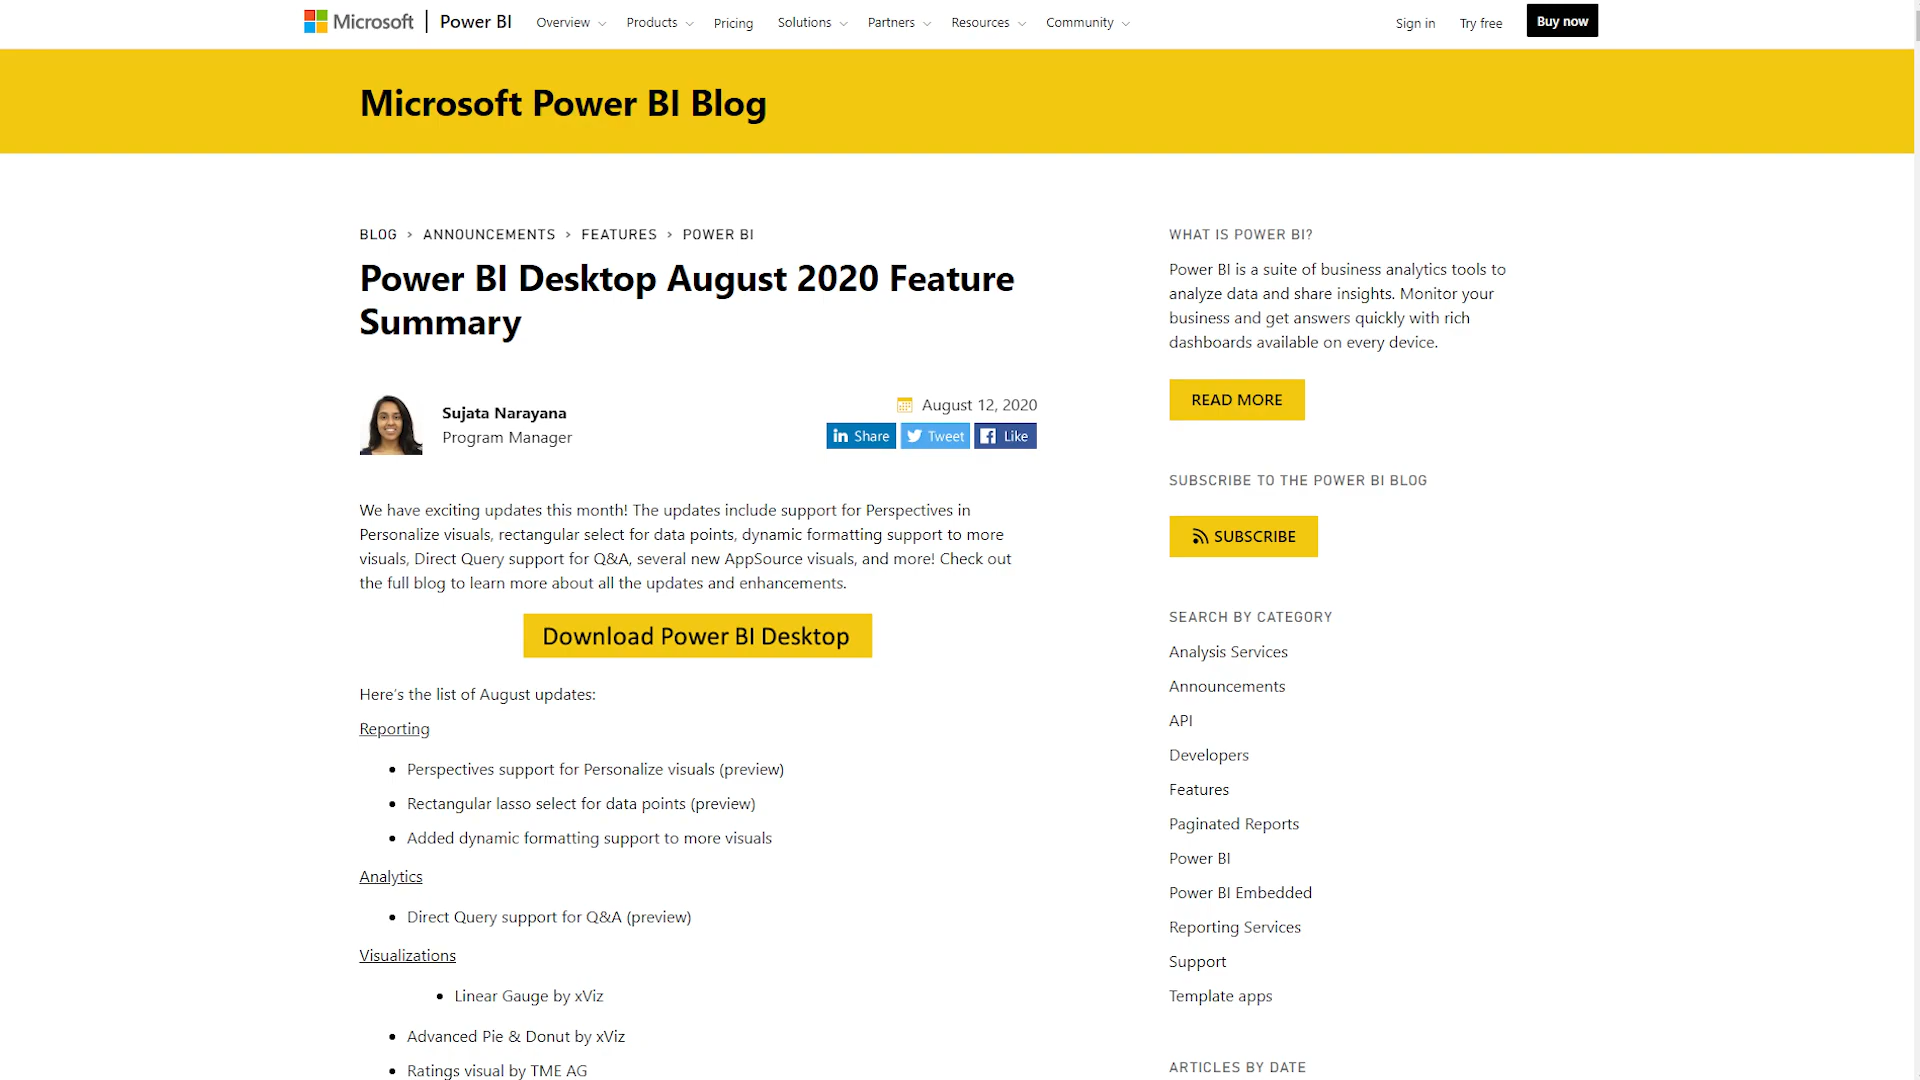 Microsoft | Power BI Overview Products Pricing Solutions Partners Resources Community Sign in Try free Buy now
Microsoft Power BI Blog
BLOG > ANNOUNCEMENTS > FEATURES > POWER BI
Power BI Desktop August 2020 Feature
Summary
Sujata Narayana
Program Manager
August 12, 2020
Share Tweet Like
We have exciting updates this month! The updates include support for Perspectives in
Personalize visuals, rectangular select for data points, dynamic formatting support to more
visuals, Direct Query support for Q&A, several new AppSource visuals, and more! Check out
the full blog to learn more about all the updates and enhancements.
Download Power BI Desktop
Here's the list of August updates:
Reporting
• Perspectives support for Personalize visuals (preview)
• Rectangular lasso select for data points (preview)
• Added dynamic formatting support to more visuals
Analytics
• Direct Query support for Q&A (preview)
Visualizations
• Linear Gauge by xViz
• Advanced Pie & Donut by xViz
• Ratings visual by TME AG
WHAT IS POWER BI?
Power BI is a suite of business analytics tools to
analyze data and share insights. Monitor your
business and get answers quickly with rich
dashboards available on every device.
READ MORE
SUBSCRIBE TO THE POWER BI BLOG
SUBSCRIBE
SEARCH BY CATEGORY
Analysis Services
Announcements
API
Developers
Features
Paginated Reports
Power BI
Power BI Embedded
Reporting Services
Support
Template apps
ARTICLES BY DATE